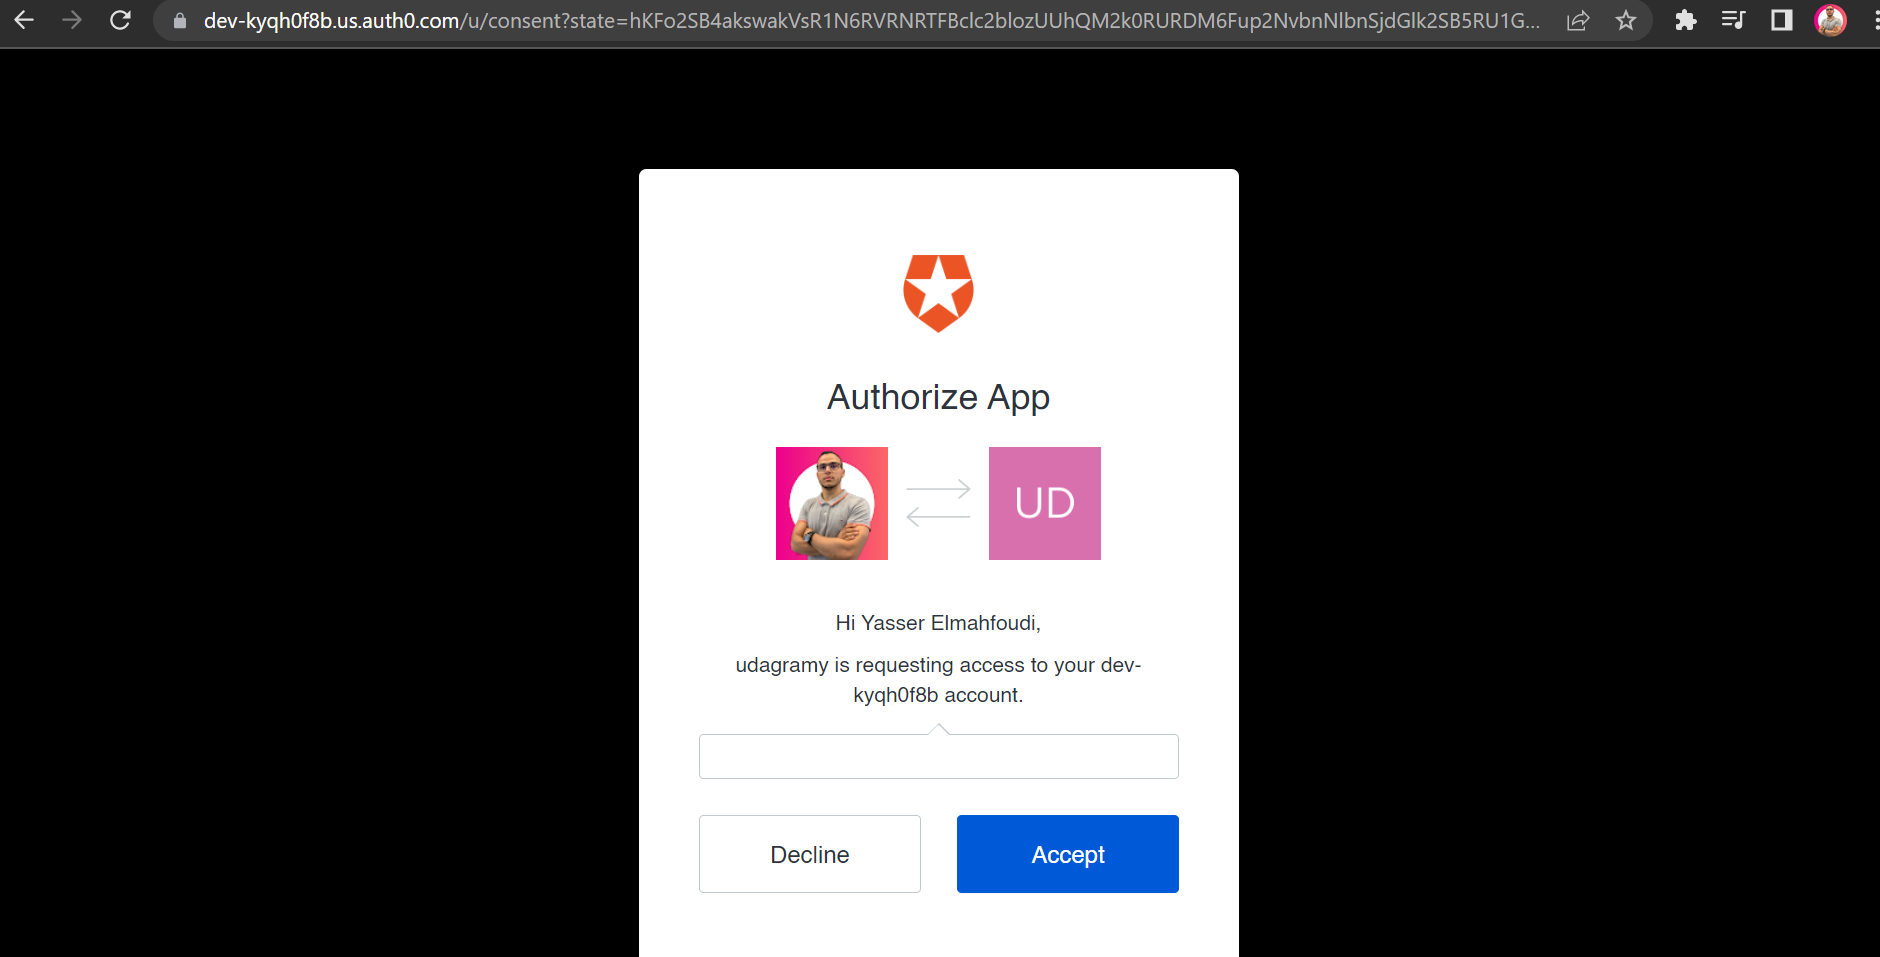 dev-kyqh0f8b.us.auth0.com/u/consent?state=hKFo2SB4akswakVsR1N6RVRNRTFBclc2blozUUhQM2k0RURDM6Fup2NvbnNlbnSjdGlk2SB5RU1G...
Authorize App
UD
Hi Yasser Elmahfoudi,
udagramy is requesting access to your dev-
kyqh0f8b account.
Decline
Accept